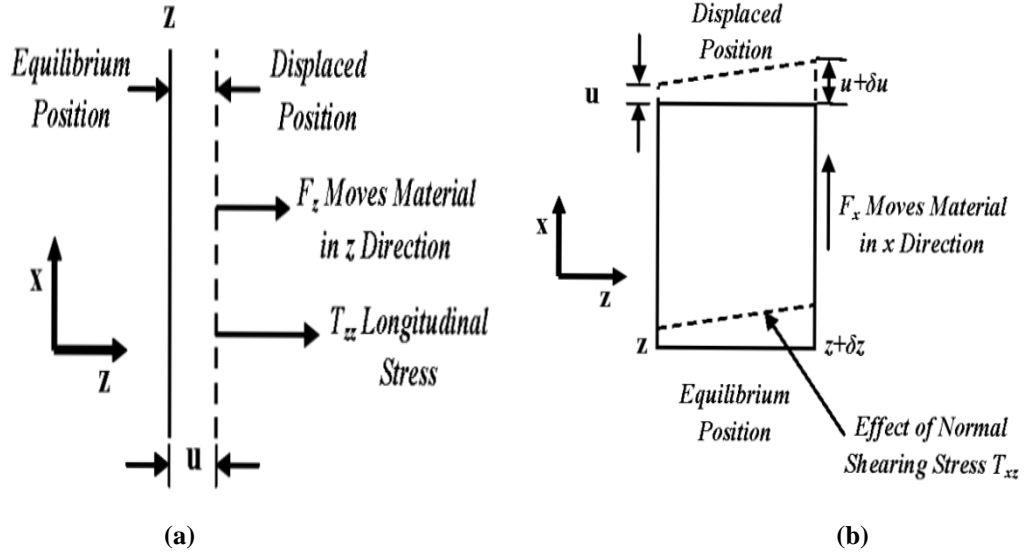 z
Equilibrium
Position
Displaced
Position
F_z Moves Material
in z Direction
x
z
T_zz Longitudinal
Stress
u
(a)
Displaced
Position
u
u+δu
F_x Moves Material
in x Direction
x
z
z
z+δz
Equilibrium
Position
Effect of Normal
Shearing Stress T_xz
(b)